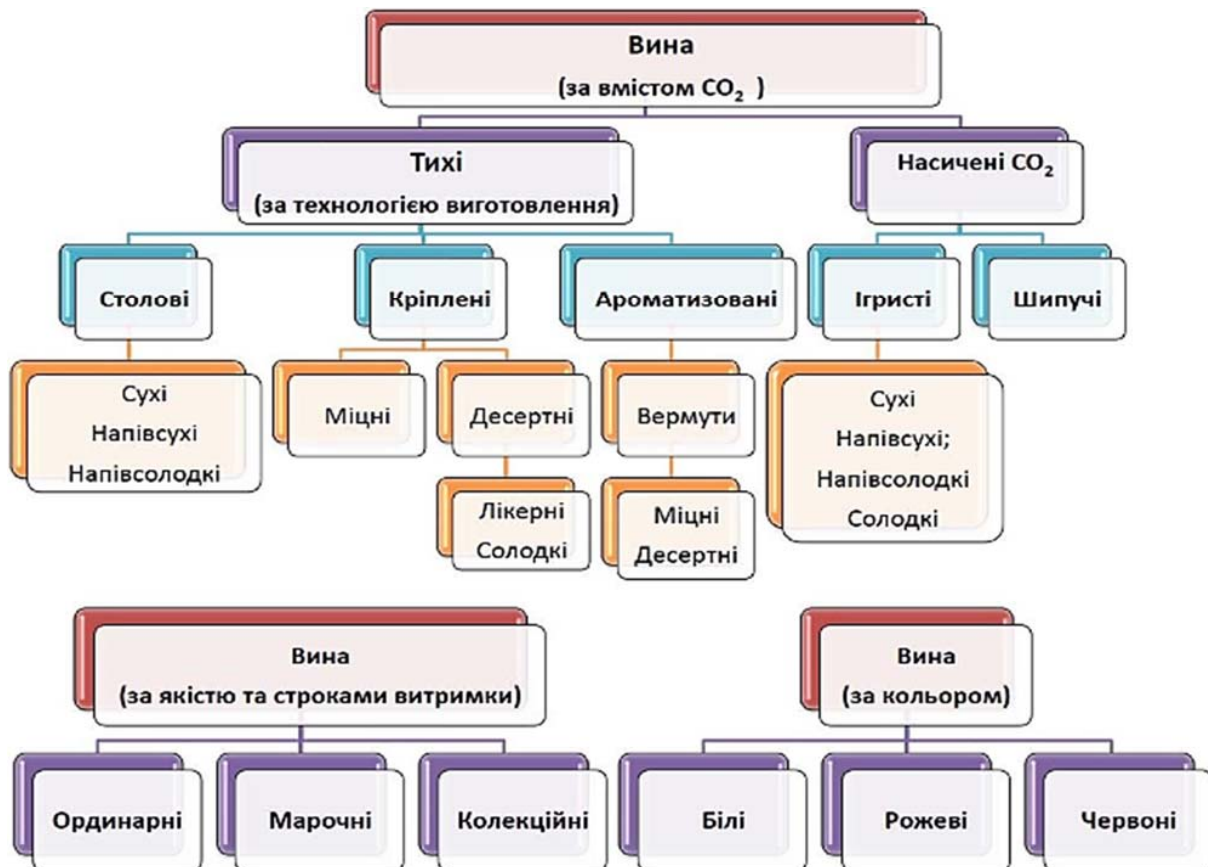 Вина
(за вмістом CO₂ )
Тихі
(за технологією виготовлення)
Насичені CO₂
Столові
Кріплені
Ароматизовані
Ігристі
Шипучі
Сухі
Напівсухі
Напівсолодкі
Міцні
Десертні
Вермути
Сухі
Напівсухі;
Напівсолодкі
Солодкі
Лікерні
Солодкі
Міцні
Десертні
Вина
(за якістю та строками витримки)
Вина
(за кольором)
Ординарні
Марочні
Колекційні
Білі
Рожеві
Червоні